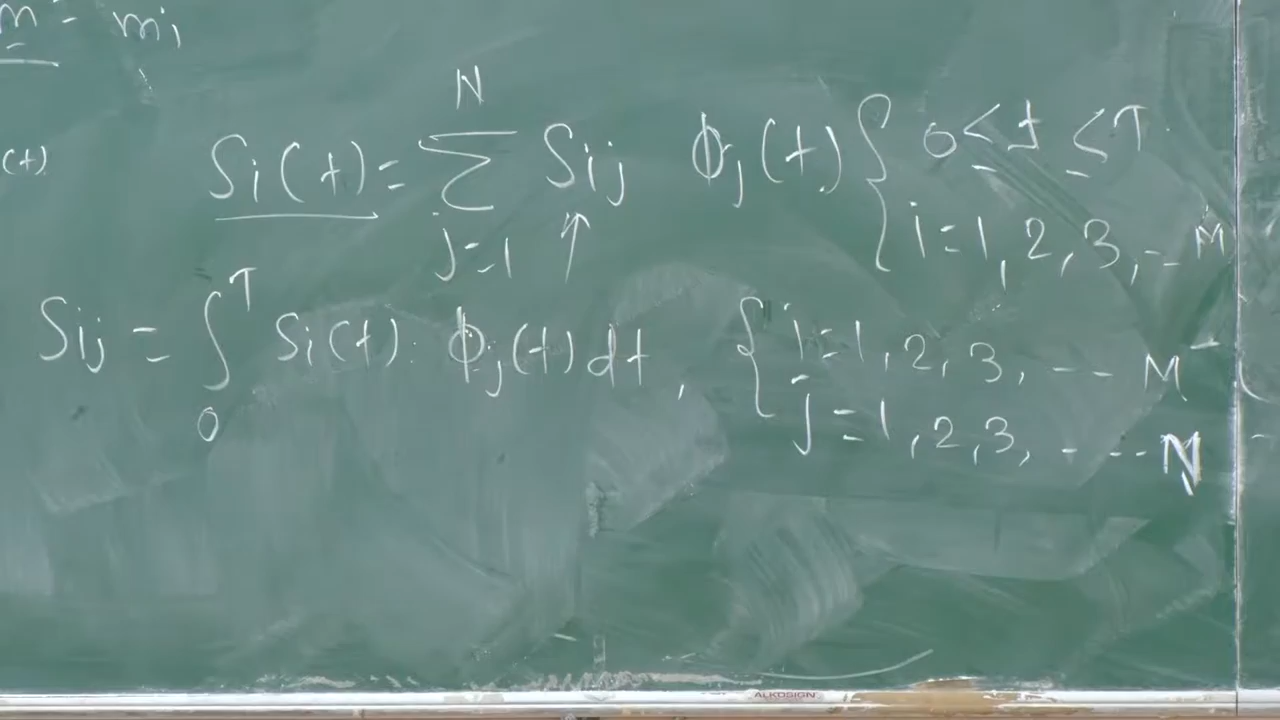 m = mi
(t)
Si(t) = N∑j=1 Sij ϕj(t) { 0 ≤ t ≤ T
i=1,2,3,-- M
Sij = ∫0T Si(t). ϕj(t) dt, { i=1,2,3,--- M
j=1,2,3,---- N
ALKOSIGN